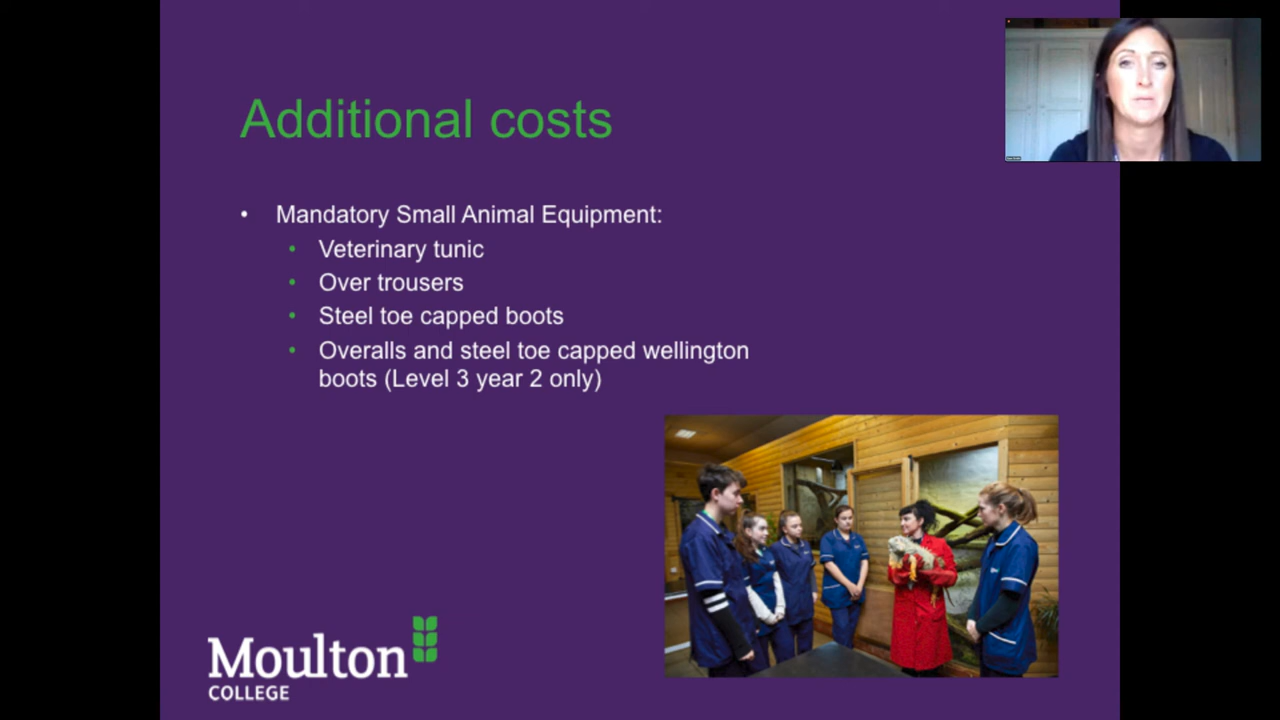 Additional costs
• Mandatory Small Animal Equipment:
• Veterinary tunic
• Over trousers
• Steel toe capped boots
• Overalls and steel toe capped wellington
boots (Level 3 year 2 only)
Moulton
COLLEGE